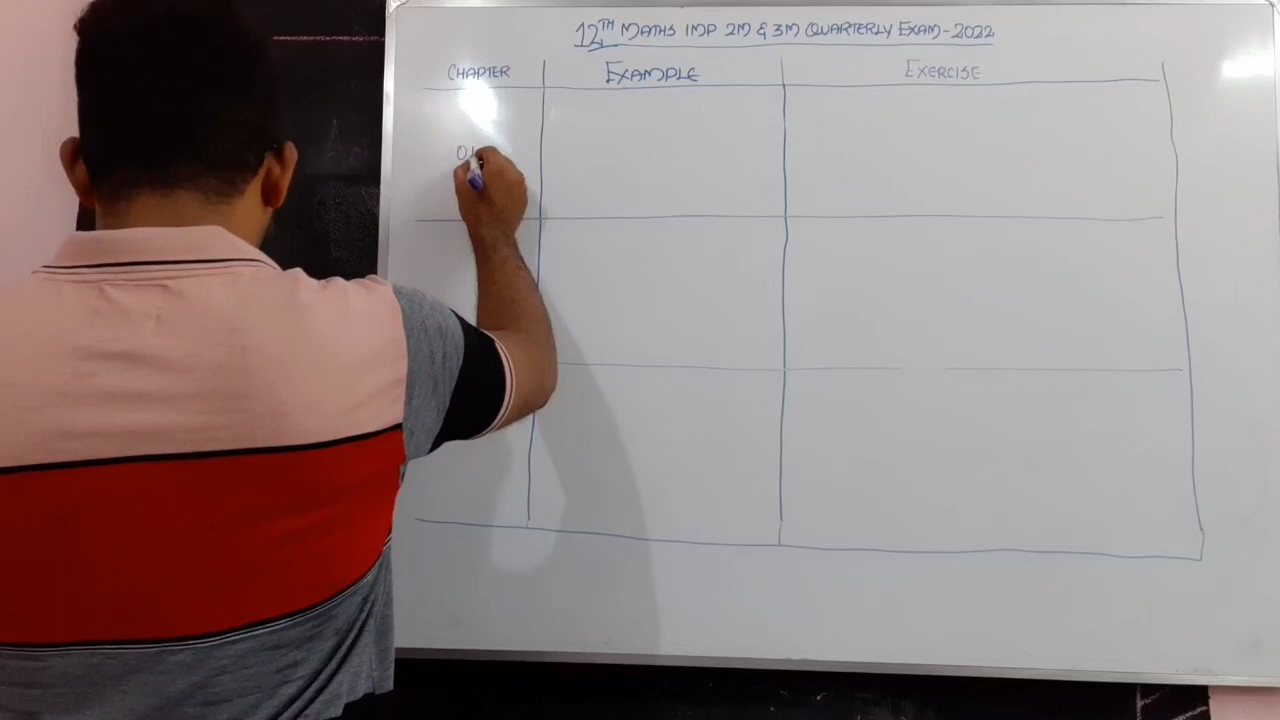 12TH MATHS IMP 2M & 3M QUARTERLY EXAM-2022
CHAPTER EXAMPLE EXERCISE
01